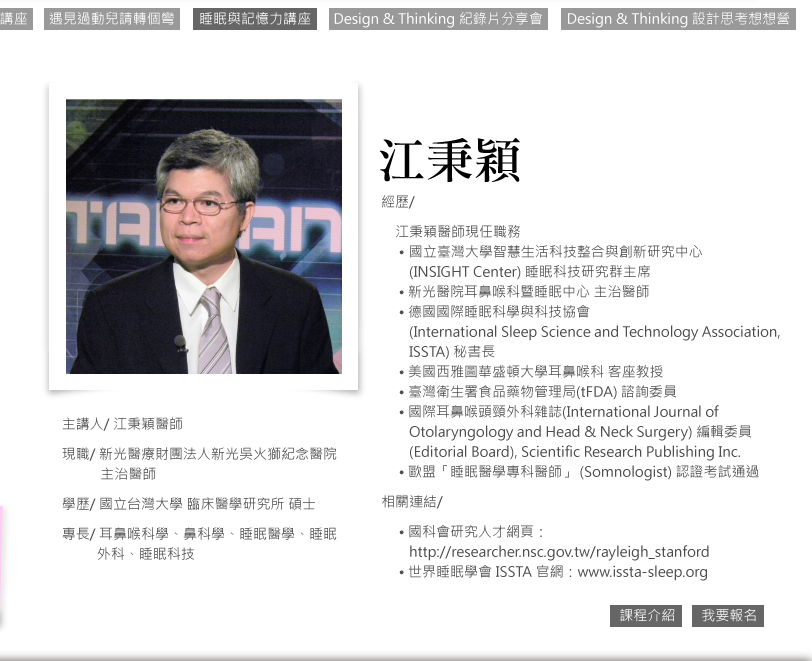 講座
遇見過動兒請轉個彎
睡眠與記憶力講座
Design & Thinking 紀錄片分享會
Design & Thinking 設計思考想想營
江秉穎
經歷/
江秉穎醫師現任職務
• 國立臺灣大學智慧生活科技整合與創新研究中心
(INSIGHT Center) 睡眠科技研究群主席
• 新光醫院耳鼻喉科暨睡眠中心 主治醫師
• 德國國際睡眠科學與科技協會
(International Sleep Science and Technology Association,
ISSTA) 秘書長
• 美國西雅圖華盛頓大學耳鼻喉科 客座教授
• 臺灣衛生署食品藥物管理局(tFDA) 諮詢委員
• 國際耳鼻喉頭頸外科雜誌(International Journal of
Otolaryngology and Head & Neck Surgery) 編輯委員
(Editorial Board), Scientific Research Publishing Inc.
• 歐盟「睡眠醫學專科醫師」 (Somnologist) 認證考試通過
相關連結/
• 國科會研究人才網頁：
http://researcher.nsc.gov.tw/rayleigh_stanford
• 世界睡眠學會 ISSTA 官網：www.issta-sleep.org
主講人/ 江秉穎醫師
現職/ 新光醫療財團法人新光吳火獅紀念醫院
主治醫師
學歷/ 國立台灣大學 臨床醫學研究所 碩士
專長/ 耳鼻喉科學、鼻科學、睡眠醫學、睡眠
外科、睡眠科技
課程介紹
我要報名